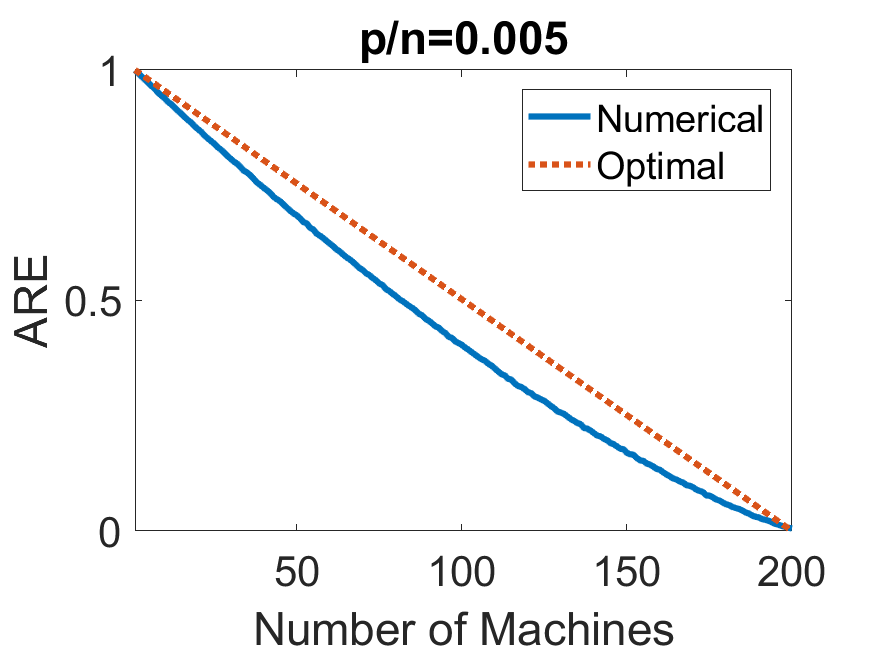 p/n=0.005
Numerical
Optimal
ARE
1
0.5
0
50 100 150 200
Number of Machines